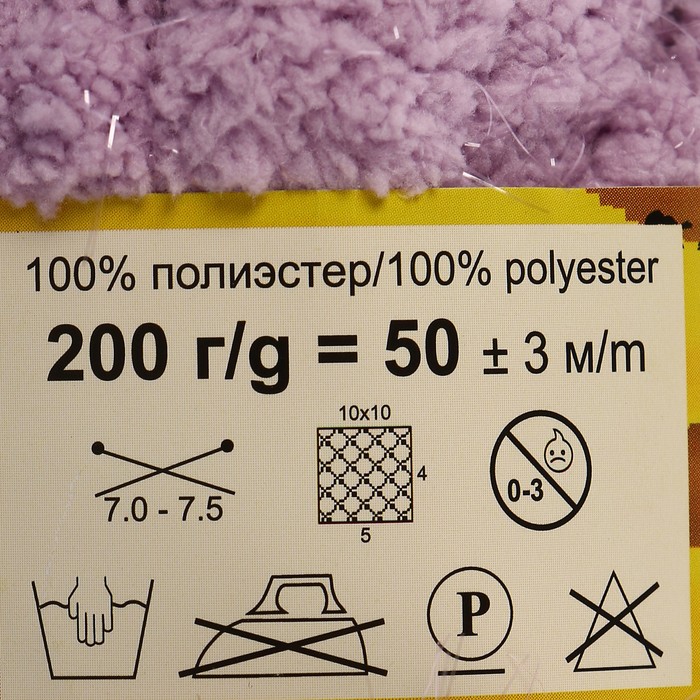 100% полиэстер/100% polyester
200 г/g = 50 ± 3 м/m
10x10
4
0-3
7.0 - 7.5
5
P